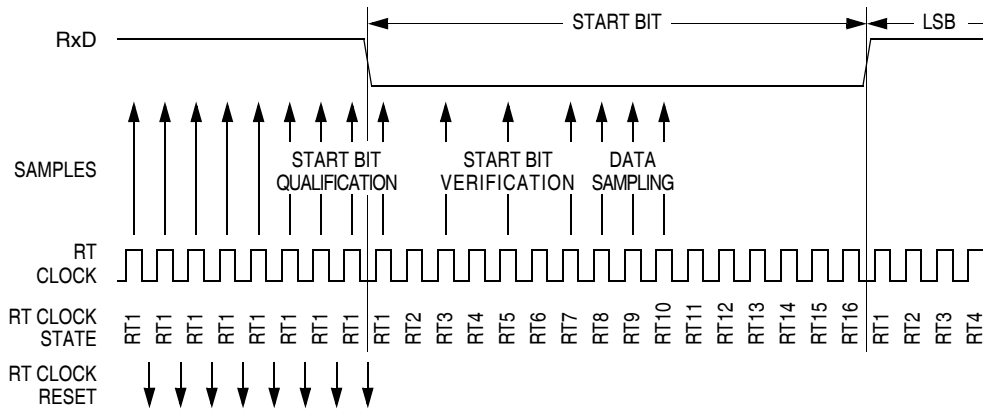 START BIT
LSB
RxD
SAMPLES
START BIT
QUALIFICATION
START BIT
VERIFICATION
DATA
SAMPLING
RT
CLOCK
RT CLOCK
STATE
RT1 RT1 RT1 RT1 RT1 RT1 RT1 RT1 RT1 RT2 RT3 RT4 RT5 RT6 RT7 RT8 RT9 RT10 RT11 RT12 RT13 RT14 RT15 RT16 RT1 RT2 RT3 RT4
RT CLOCK
RESET